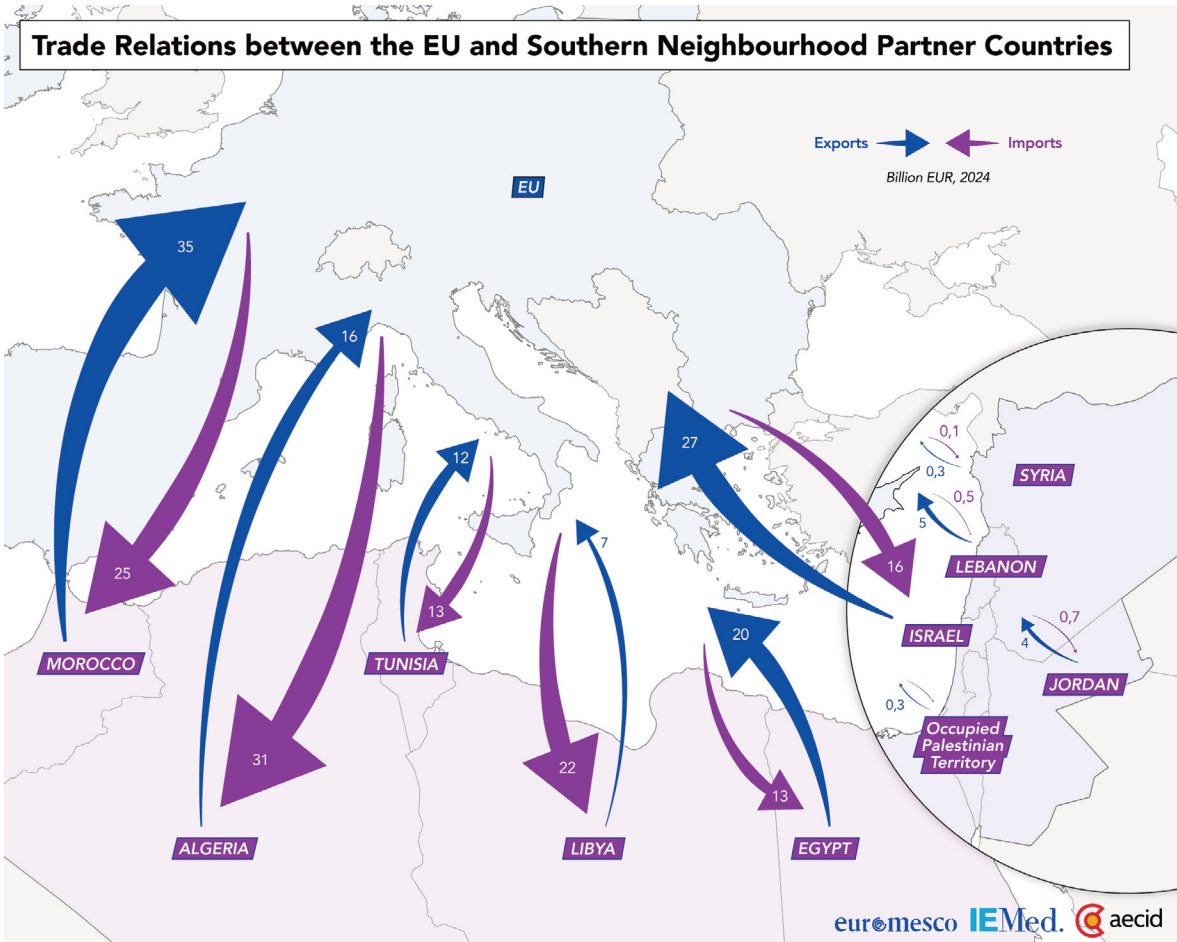 Trade Relations between the EU and Southern Neighbourhood Partner Countries
Exports
Imports
Billion EUR, 2024
EU
35
16
27
12
7
25
13
20
16
31
22
13
0,1
0,3
SYRIA
0,5
5
LEBANON
ISRAEL
0,7
4
JORDAN
0,3
Occupied
Palestinian
Territory
MOROCCO
TUNISIA
ALGERIA
LIBYA
EGYPT
euromesco
IEMed.
aecid